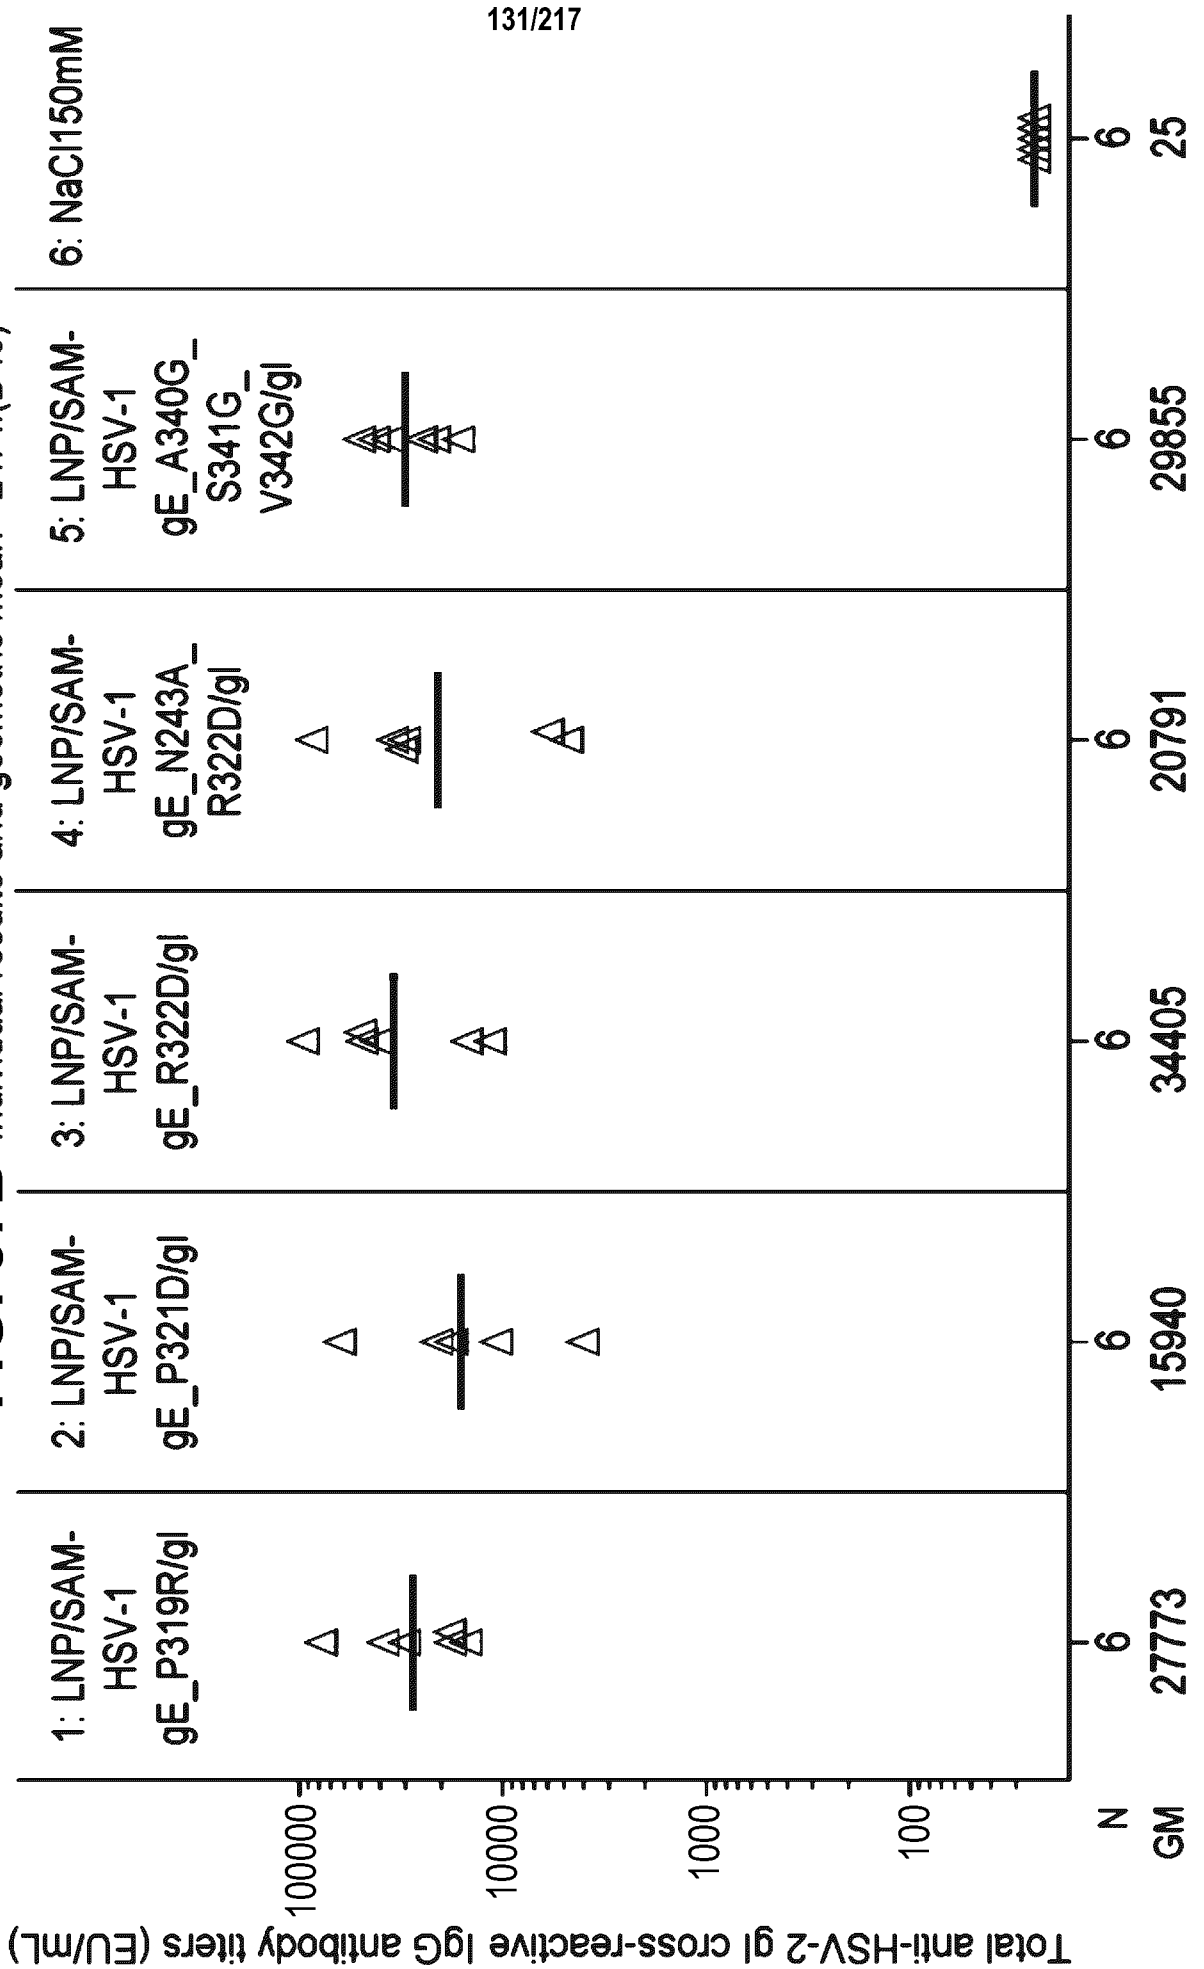 131/217
1: LNP/SAM-
HSV-1
gE_P319R/gI
2: LNP/SAM-
HSV-1
gE_P321D/gI
3: LNP/SAM-
HSV-1
gE_R322D/gI
4: LNP/SAM-
HSV-1
gE_N243A_
R322D/gI
5: LNP/SAM-
HSV-1
gE_A340G_
S341G_
V342G/gI
6: NaCl150mM
Total anti-HSV-2 gI cross-reactive IgG antibody titers (EU/mL)
100000
10000
1000
100
N 6 6 6 6 6 6
GM 27773 15940 34405 20791 29855 25